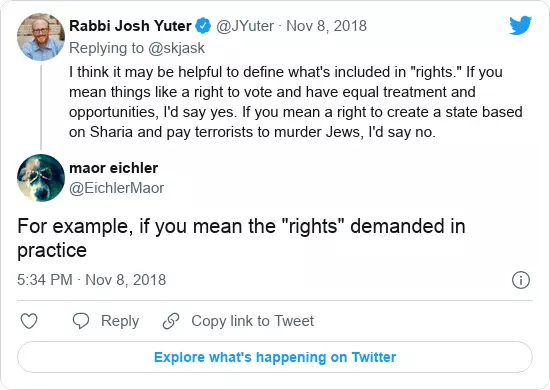 Rabbi Josh Yuter @JYuter · Nov 8, 2018
Replying to @skjask
I think it may be helpful to define what's included in "rights." If you
mean things like a right to vote and have equal treatment and
opportunities, I'd say yes. If you mean a right to create a state based
on Sharia and pay terrorists to murder Jews, I'd say no.
maor eichler
@EichlerMaor
For example, if you mean the "rights" demanded in
practice
5:34 PM · Nov 8, 2018
Reply Copy link to Tweet
Explore what's happening on Twitter